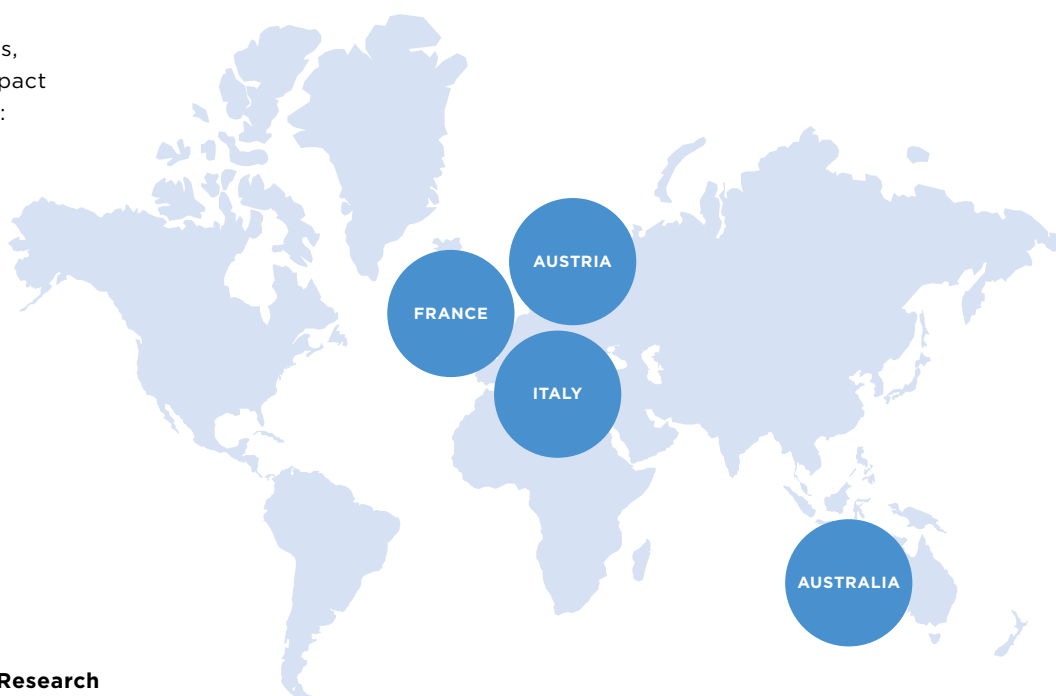 s,
pact
:
AUSTRIA
FRANCE
ITALY
AUSTRALIA
Research